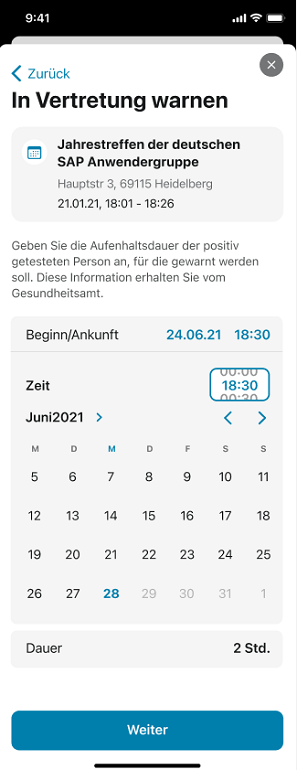 9:41
Zurück
In Vertretung warnen
Jahrestreffen der deutschen
SAP Anwendergruppe
Hauptstr 3, 69115 Heidelberg
21.01.21, 18:01 - 18:26
Geben Sie die Aufenthaltsdauer der positiv
getesteten Person an, für die gewarnt werden
soll. Diese Information erhalten Sie vom
Gesundheitsamt.
Beginn/Ankunft 24.06.21 18:30
00:00
Zeit 18:30
00:30
Juni2021
M D M D F S S
5 6 7 8 9 10 11
12 13 14 15 16 17 18
19 20 21 22 23 24 25
26 27 28 29 30 31 1
Dauer 2 Std.
Weiter